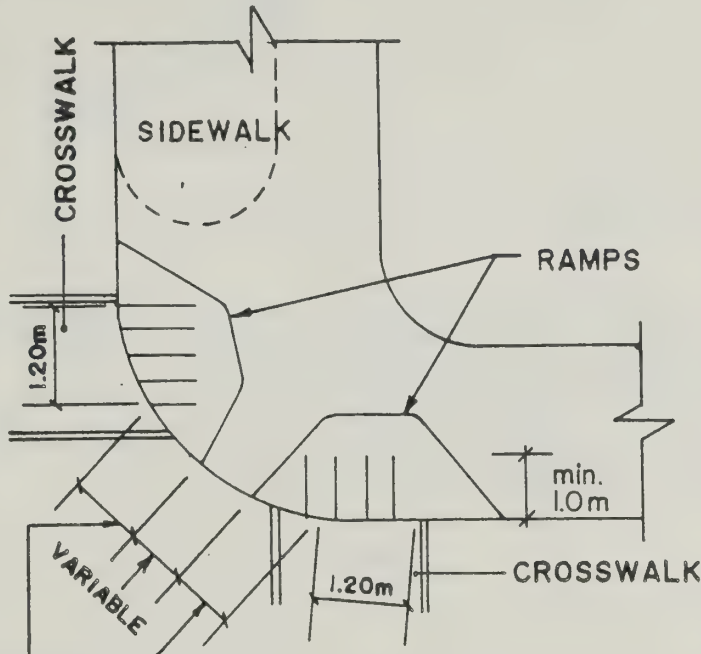 CROSSWALK
SIDEWALK
RAMPS
1.20m
min.
1.0m
VARIABLE
1.20m
CROSSWALK